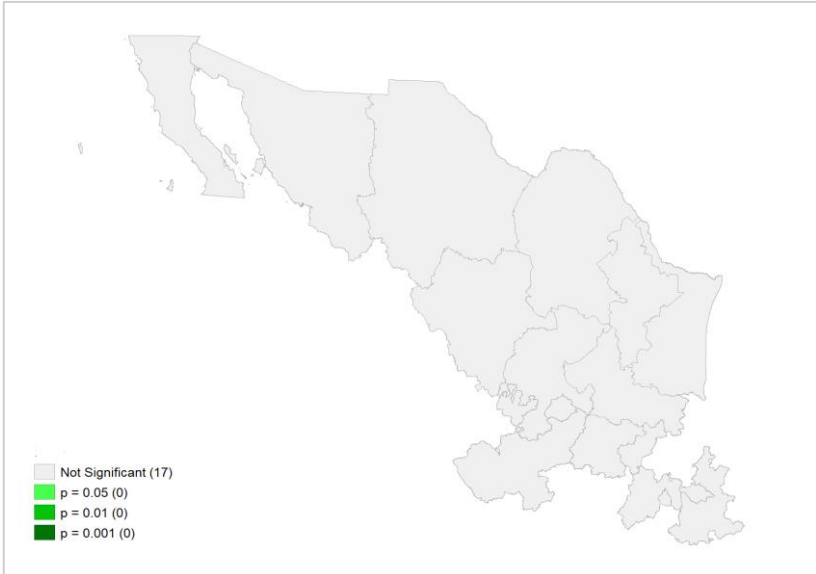 Not Significant (17)
p = 0.05 (0)
p = 0.01 (0)
p = 0.001 (0)